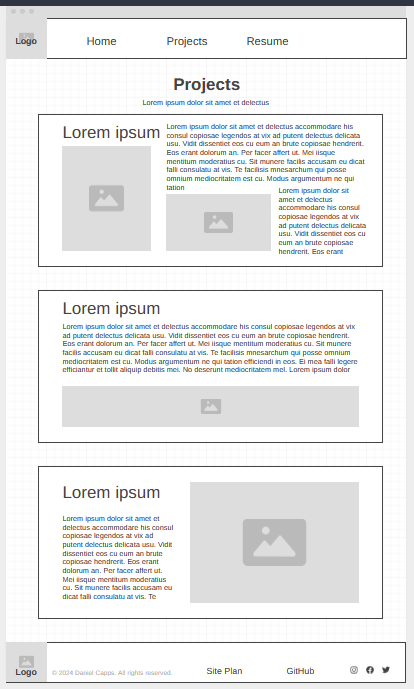 Logo
Home
Projects
Resume
Projects
Lorem ipsum dolor sit amet et delectus
Lorem ipsum
Lorem ipsum dolor sit amet et delectus accommodare his
consul copiosae legendos at vix ad putent delectus delicata
usu. Vidit dissentiet eos cu eum an brute copiosae hendrerit.
Eos erant dolorum an. Per facer affert ut. Mei iisque
mentitum moderatius cu. Sit munere facilis accusam eu dicat
falli consulatu at vis. Te facilisis mnesarchum qui posse
omnium mediocritatem est cu. Modus argumentum ne qui
tation
Lorem ipsum dolor sit
amet et delectus
accommodare his
consul copiosae
legendos at vix
ad putent delectus delicata
usu. Vidit dissentiet eos cu
eum an brute copiosae
hendrerit. Eos erant
Lorem ipsum
Lorem ipsum dolor sit amet et delectus accommodare his consul copiosae legendos at vix
ad putent delectus delicata usu. Vidit dissentiet eos cu eum an brute copiosae hendrerit.
Eos erant dolorum an. Per facer affert ut. Mei iisque mentitum moderatius cu. Sit munere
facilis accusam eu dicat falli consulatu at vis. Te facilisis mnesarchum qui posse omnium
mediocritatem est cu. Modus argumentum ne qui tation efficiendi in eos. Ei mea falli legere
efficiantur et tollit aliquip debitis mei. No deserunt mediocritatem mel. Lorem ipsum dolor
Lorem ipsum
Lorem ipsum dolor sit amet et
delectus accommodare his consul
copiosae legendos at vix ad
putent delectus delicata usu. Vidit
dissentiet eos cu eum an brute
copiosae hendrerit. Eos erant
dolorum an. Per facer affert ut.
Mei iisque mentitum moderatius
cu. Sit munere facilis accusam eu
dicat falli consulatu at vis. Te
Logo
© 2024 Daniel Capps. All rights reserved.
Site Plan
GitHub